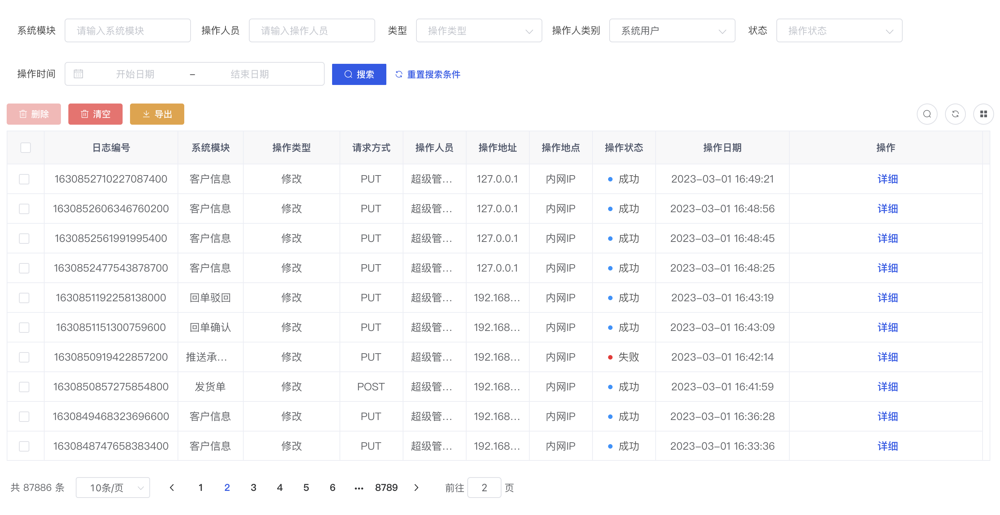 系统模块 请输入系统模块 操作人员 请输入操作人员 类型 操作类型 操作人类别 系统用户 状态 操作状态
操作时间 开始日期 – 结束日期 搜索 重置搜索条件
删除 清空 导出
日志编号 系统模块 操作类型 请求方式 操作人员 操作地址 操作地点 操作状态 操作日期 操作
1630852710227087400 客户信息 修改 PUT 超级管... 127.0.0.1 内网IP 成功 2023-03-01 16:49:21 详细
1630852606346760200 客户信息 修改 PUT 超级管... 127.0.0.1 内网IP 成功 2023-03-01 16:48:56 详细
1630852561991995400 客户信息 修改 PUT 超级管... 127.0.0.1 内网IP 成功 2023-03-01 16:48:45 详细
1630852477543878700 客户信息 修改 PUT 超级管... 127.0.0.1 内网IP 成功 2023-03-01 16:48:25 详细
1630851192258138000 回单驳回 修改 PUT 超级管... 192.168... 内网IP 成功 2023-03-01 16:43:19 详细
1630851151300759600 回单确认 修改 PUT 超级管... 192.168... 内网IP 成功 2023-03-01 16:43:09 详细
1630850919422857200 推送承... 修改 PUT 超级管... 192.168... 内网IP 失败 2023-03-01 16:42:14 详细
1630850857275854800 发货单 修改 POST 超级管... 192.168... 内网IP 成功 2023-03-01 16:41:59 详细
1630849468323696600 客户信息 修改 PUT 超级管... 192.168... 内网IP 成功 2023-03-01 16:36:28 详细
1630848747658383400 客户信息 修改 PUT 超级管... 192.168... 内网IP 成功 2023-03-01 16:33:36 详细
共 87886 条 10条/页 1 2 3 4 5 6 ... 8789 前往 2 页